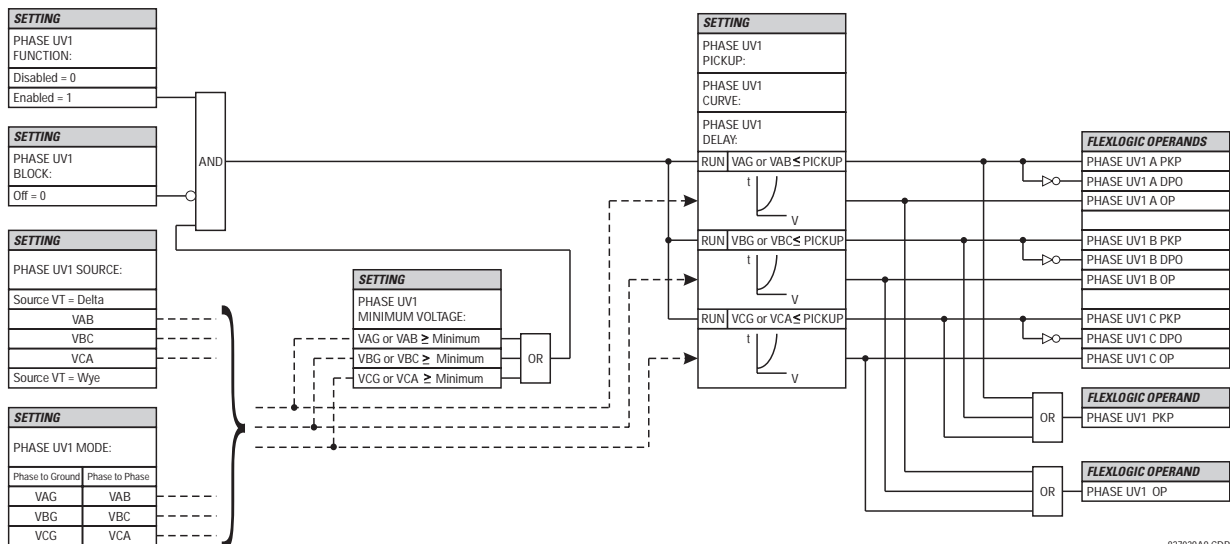 SETTING
PHASE UV1
FUNCTION:
Disabled = 0
Enabled = 1
SETTING
PHASE UV1
BLOCK:
Off = 0
SETTING
PHASE UV1 SOURCE:
Source VT = Delta
VAB
VBC
VCA
Source VT = Wye
SETTING
PHASE UV1 MODE:
Phase to Ground Phase to Phase
VAG VAB
VBG VBC
VCG VCA
AND
SETTING
PHASE UV1
MINIMUM VOLTAGE:
VAG or VAB ≥ Minimum
VBG or VBC ≥ Minimum
VCG or VCA ≥ Minimum
OR
SETTING
PHASE UV1
PICKUP:
PHASE UV1
CURVE:
PHASE UV1
DELAY:
RUN VAG or VAB ≤ PICKUP
t
V
RUN VBG or VBC ≤ PICKUP
t
V
RUN VCG or VCA ≤ PICKUP
t
V
FLEXLOGIC OPERANDS
PHASE UV1 A PKP
PHASE UV1 A DPO
PHASE UV1 A OP
PHASE UV1 B PKP
PHASE UV1 B DPO
PHASE UV1 B OP
PHASE UV1 C PKP
PHASE UV1 C DPO
PHASE UV1 C OP
OR
FLEXLOGIC OPERAND
PHASE UV1 PKP
OR
FLEXLOGIC OPERAND
PHASE UV1 OP